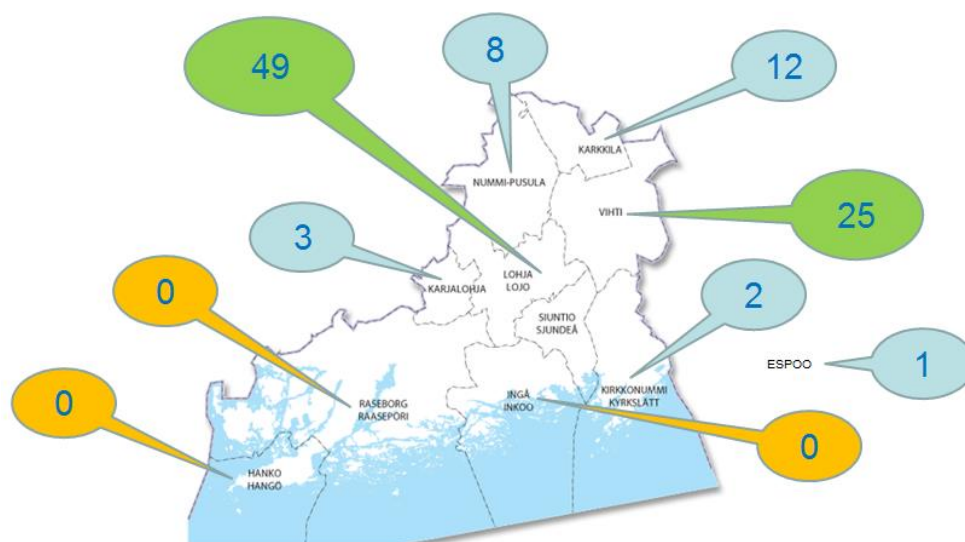 49
8
12
KARKKILA
NUMMI-PUSULA
VIHTI
25
3
LOHJA
LOJO
KARJALOHJA
0
2
SIUNTIO
SJUNDEÅ
ESPOO
1
0
RASEBORG
RAASEPORI
INGÅ
INKOO
KIRKKONUMMI
KYRKSLÄTT
0
HANKO
HANGÖ